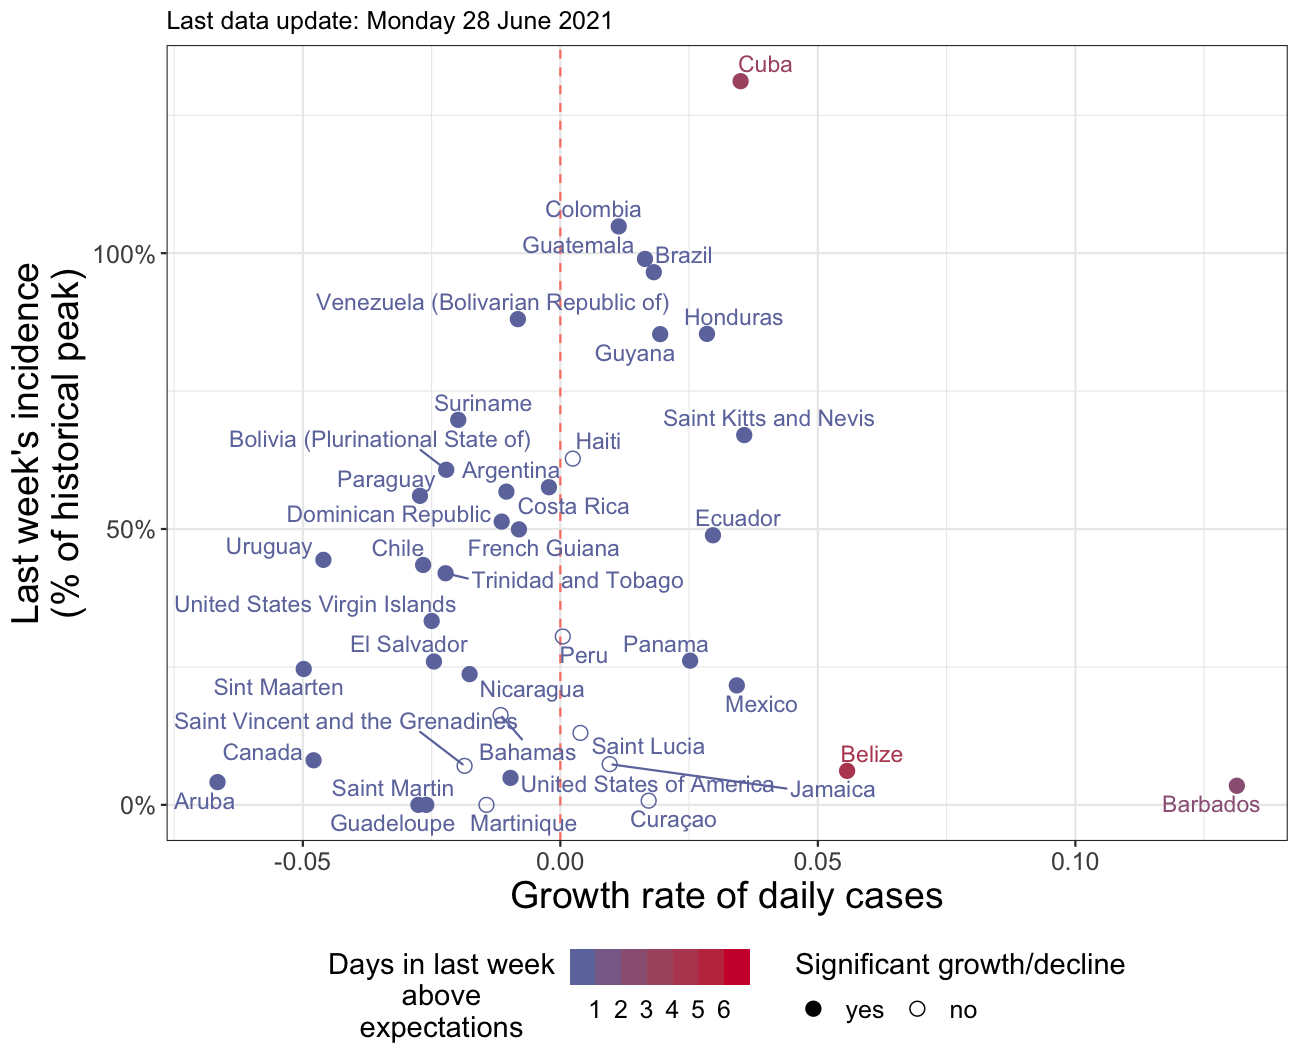 Last data update: Monday 28 June 2021
Last week's incidence
(% of historical peak)
100%
50%
0%
Cuba
Colombia
Guatemala
Brazil
Venezuela (Bolivarian Republic of)
Honduras
Guyana
Suriname
Saint Kitts and Nevis
Bolivia (Plurinational State of)
Haiti
Paraguay
Argentina
Costa Rica
Dominican Republic
Ecuador
Uruguay
Chile
French Guiana
Trinidad and Tobago
United States Virgin Islands
El Salvador
Peru
Panama
Sint Maarten
Nicaragua
Mexico
Saint Vincent and the Grenadines
Canada
Bahamas
Saint Lucia
Belize
Aruba
Saint Martin
United States of America
Jamaica
Barbados
Guadeloupe
Martinique
Curaçao
-0.05
0.00
0.05
0.10
Growth rate of daily cases
Days in last week
above
expectations
1 2 3 4 5 6
Significant growth/decline
yes
no